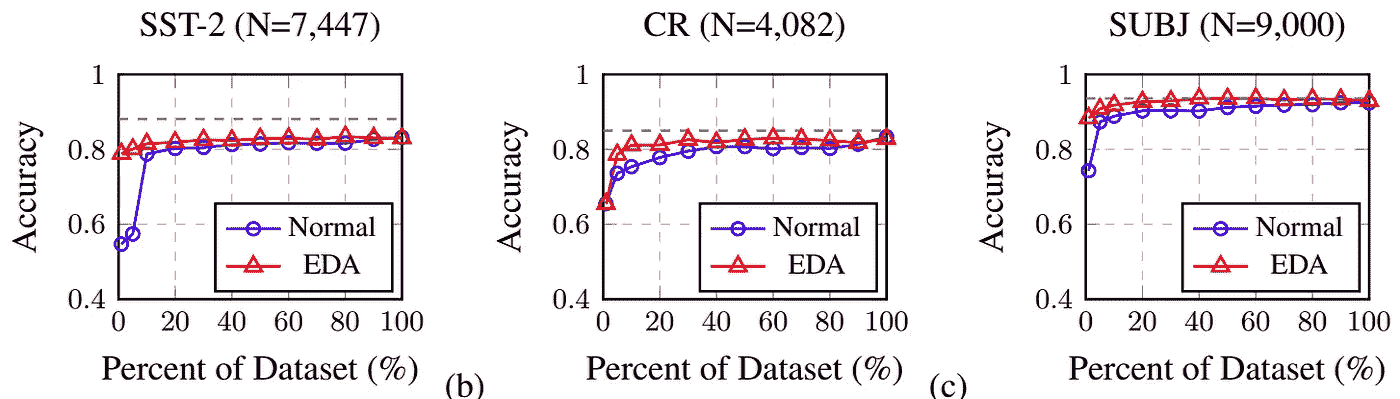 SST-2 (N=7,447)
1
0.8
0.6
0.4
Accuracy
Normal
EDA
0 20 40 60 80 100
Percent of Dataset (%)
(b)
CR (N=4,082)
1
0.8
0.6
0.4
Accuracy
Normal
EDA
0 20 40 60 80 100
Percent of Dataset (%)
(c)
SUBJ (N=9,000)
1
0.8
0.6
0.4
Accuracy
Normal
EDA
0 20 40 60 80 100
Percent of Dataset (%)